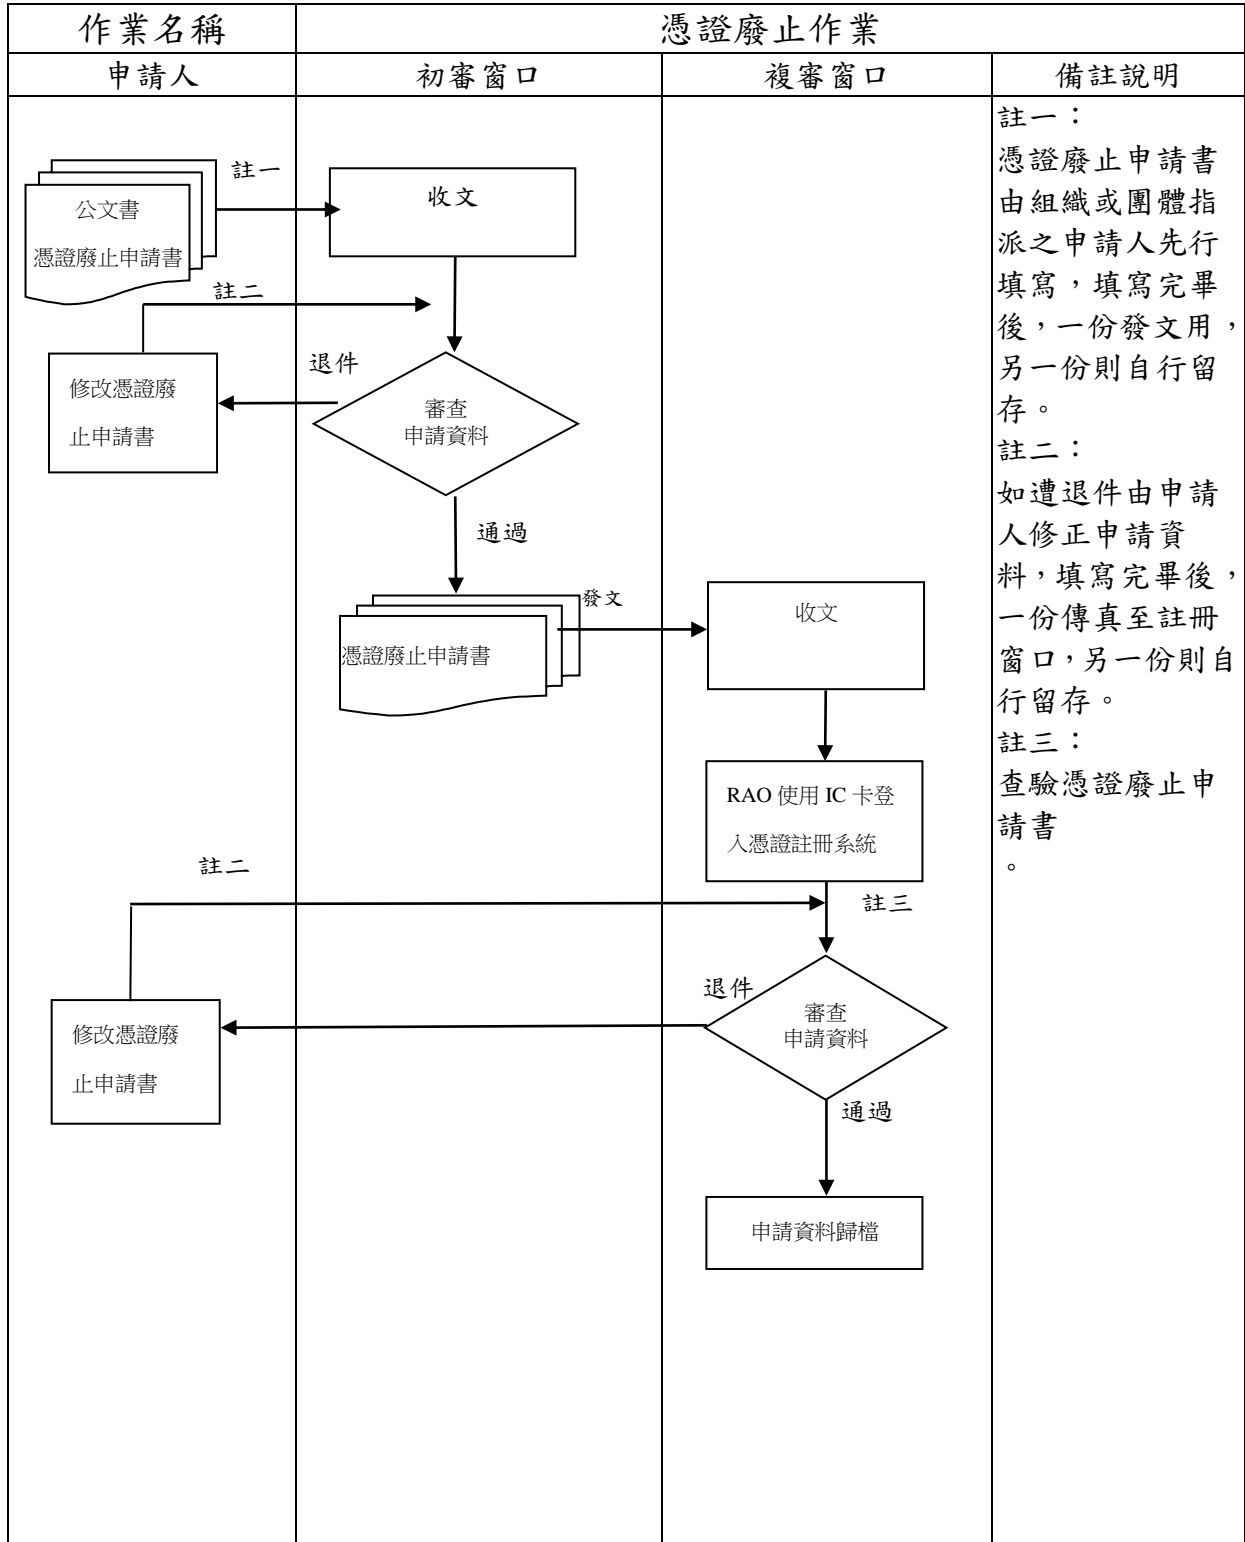 作業名稱
憑證廢止作業
申請人
初審窗口
複審窗口
備註說明
註一
公文書
憑證廢止申請書
收文
註二
修改憑證廢
止申請書
退件
審查
申請資料
通過
憑證廢止申請書
發文
收文
RAO 使用 IC 卡登
入憑證註冊系統
註二
註三
退件
審查
申請資料
修改憑證廢
止申請書
通過
申請資料歸檔
註一：
憑證廢止申請書
由組織或團體指
派之申請人先行
填寫，填寫完畢
後，一份發文用，
另一份則自行留
存。
註二：
如遭退件由申請
人修正申請資
料，填寫完畢後，
一份傳真至註冊
窗口，另一份則自
行留存。
註三：
查驗憑證廢止申
請書
。